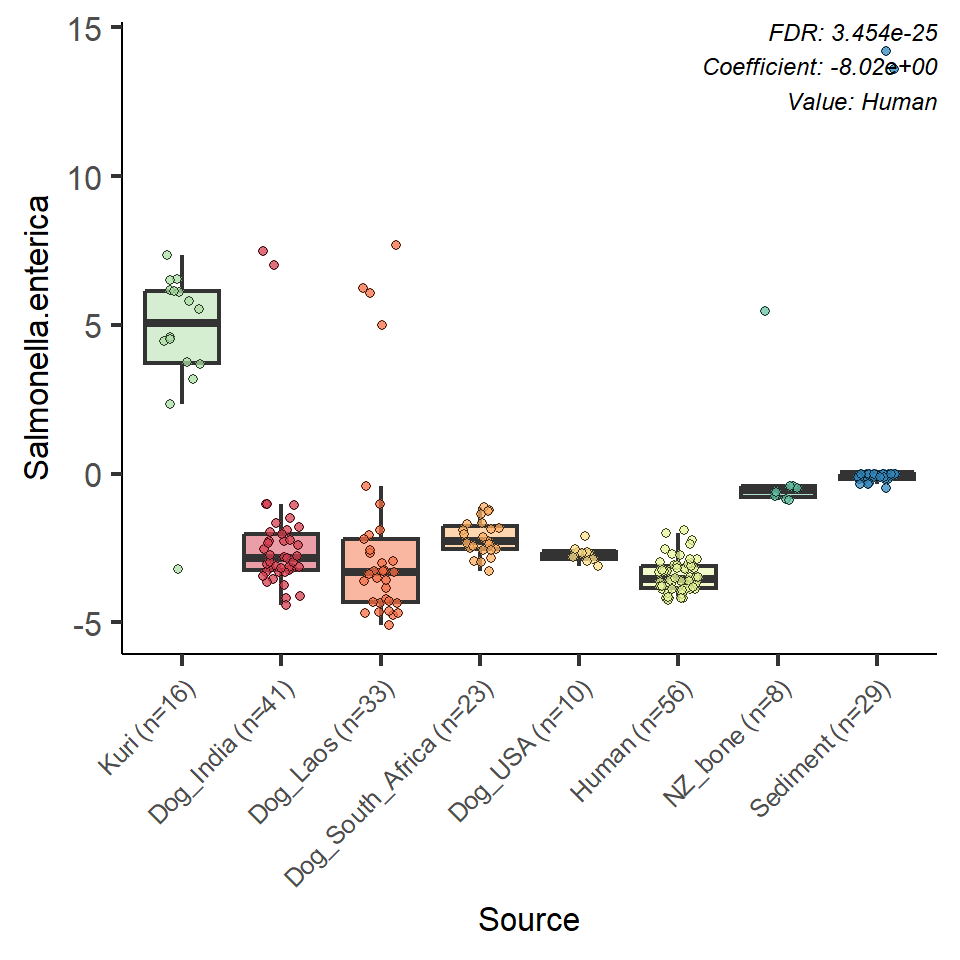 FDR: 3.454e-25
Coefficient: -8.02e+00
Value: Human
Salmonella.enterica
15
10
5
0
-5
Kuri (n=16)
Dog_India (n=41)
Dog_Laos (n=33)
Dog_South_Africa (n=23)
Dog_USA (n=10)
Human (n=56)
NZ_bone (n=8)
Sediment (n=29)
Source